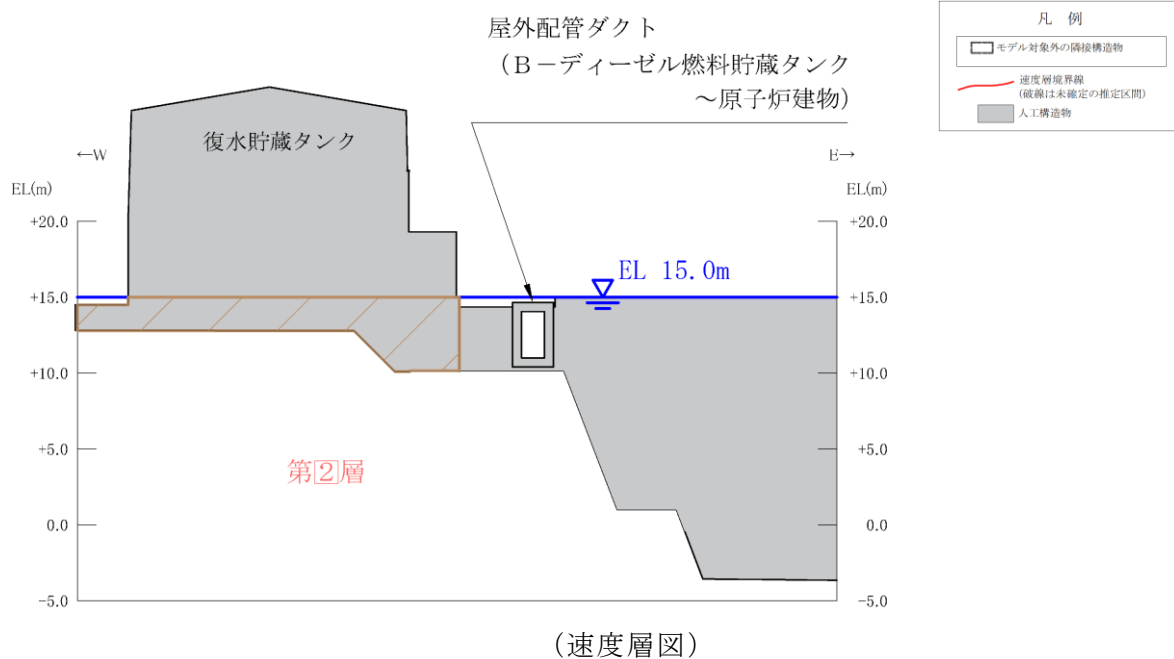 屋外配管ダクト
(B－ディーゼル燃料貯蔵タンク
～原子炉建物)
凡 例
モデル対象外の隣接構造物
速度層境界線
(破線は未確定の推定区間)
人工構造物
復水貯蔵タンク
←W
E→
EL(m)
EL(m)
+20.0
+20.0
EL 15.0m
+15.0
+15.0
+10.0
+10.0
+5.0
+5.0
第2層
0.0
0.0
-5.0
-5.0
(速度層図)